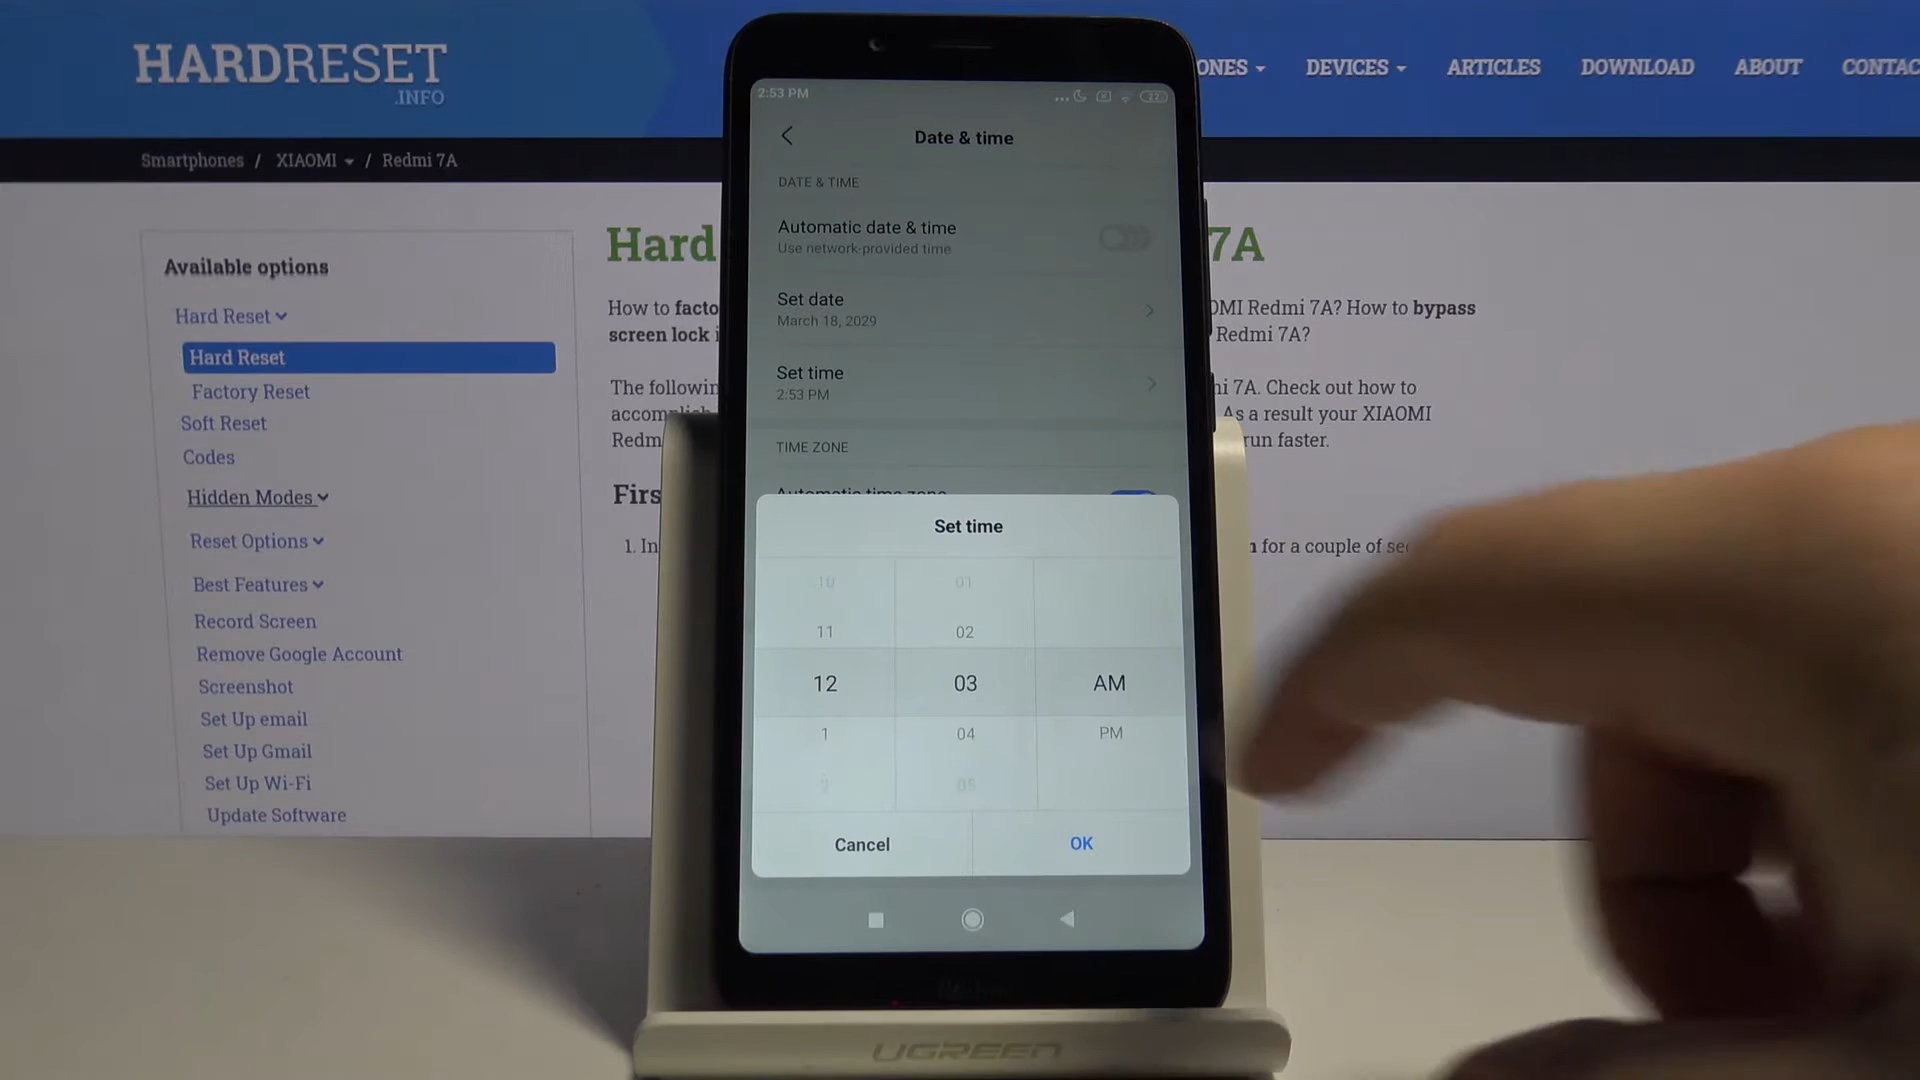 HARDRESET
.INFO
ONES
DEVICES
ARTICLES
DOWNLOAD
ABOUT
CONTAC
Smartphones / XIAOMI / Redmi 7A
Available options
Hard Reset
Hard Reset
Factory Reset
Soft Reset
Codes
Hidden Modes
Reset Options
Best Features
Record Screen
Remove Google Account
Screenshot
Set Up email
Set Up Gmail
Set Up Wi-Fi
Update Software
Hard 7A
How to facto OMI Redmi 7A? How to bypass
screen lock i Redmi 7A?
The followin mi 7A. Check out how to
accomplish As a result your XIAOMI
Redm run faster.
Firs
1. In n for a couple of sec
2:53 PM
22
Date & time
DATE & TIME
Automatic date & time
Use network-provided time
Set date
March 18, 2029
Set time
2:53 PM
TIME ZONE
Automatic time zone
Set time
10 01
11 02
12 03 AM
1 04 PM
05
Cancel OK
UGREEN